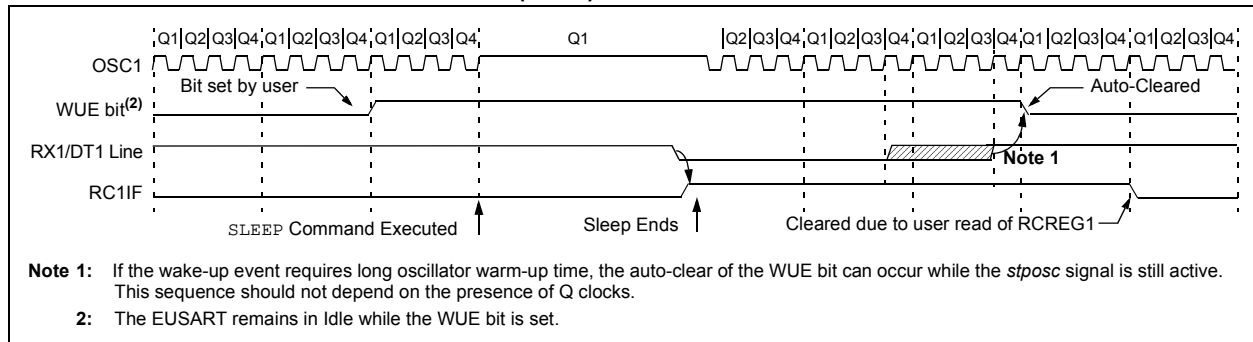 Q1 Q2 Q3 Q4 Q1 Q2 Q3 Q4 Q1 Q2 Q3 Q4 Q1 Q2 Q3 Q4 Q1 Q2 Q3 Q4 Q1 Q2 Q3 Q4 Q1 Q2 Q3 Q4 Q1 Q2 Q3 Q4
OSC1
Bit set by user
Auto-Cleared
WUE bit(2)
RX1/DT1 Line
Note 1
RC1IF
SLEEP Command Executed
Sleep Ends
Cleared due to user read of RCREG1
Note 1: If the wake-up event requires long oscillator warm-up time, the auto-clear of the WUE bit can occur while the stposc signal is still active.
This sequence should not depend on the presence of Q clocks.
2: The EUSART remains in Idle while the WUE bit is set.